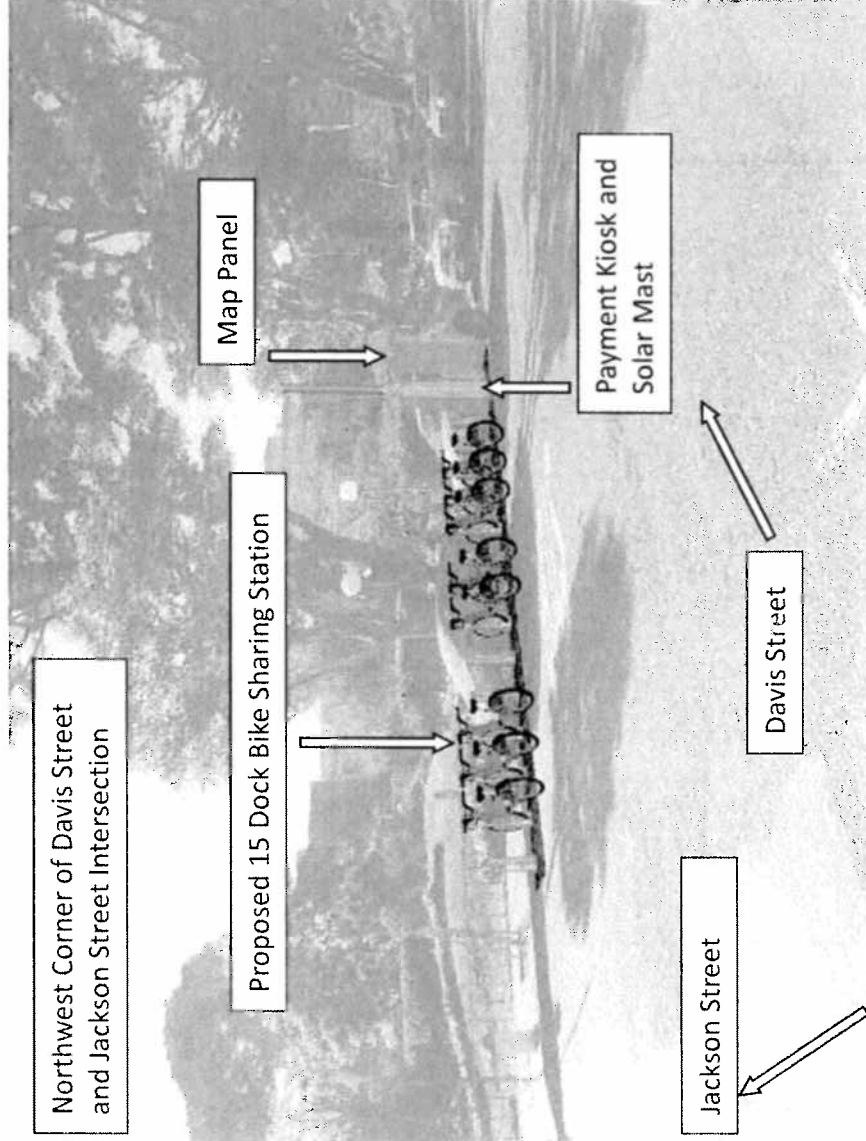 Northwest Corner of Davis Street
and Jackson Street Intersection
Proposed 15 Dock Bike Sharing Station
Map Panel
Payment Kiosk and
Solar Mast
Davis Street
Jackson Street